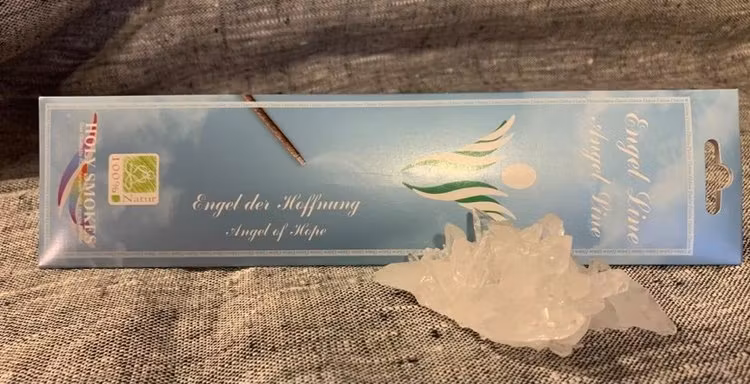 HOLY SMOKES
100%
Natur
Engel der Hoffnung
Angel of Hope
Engel Line
Angel Line